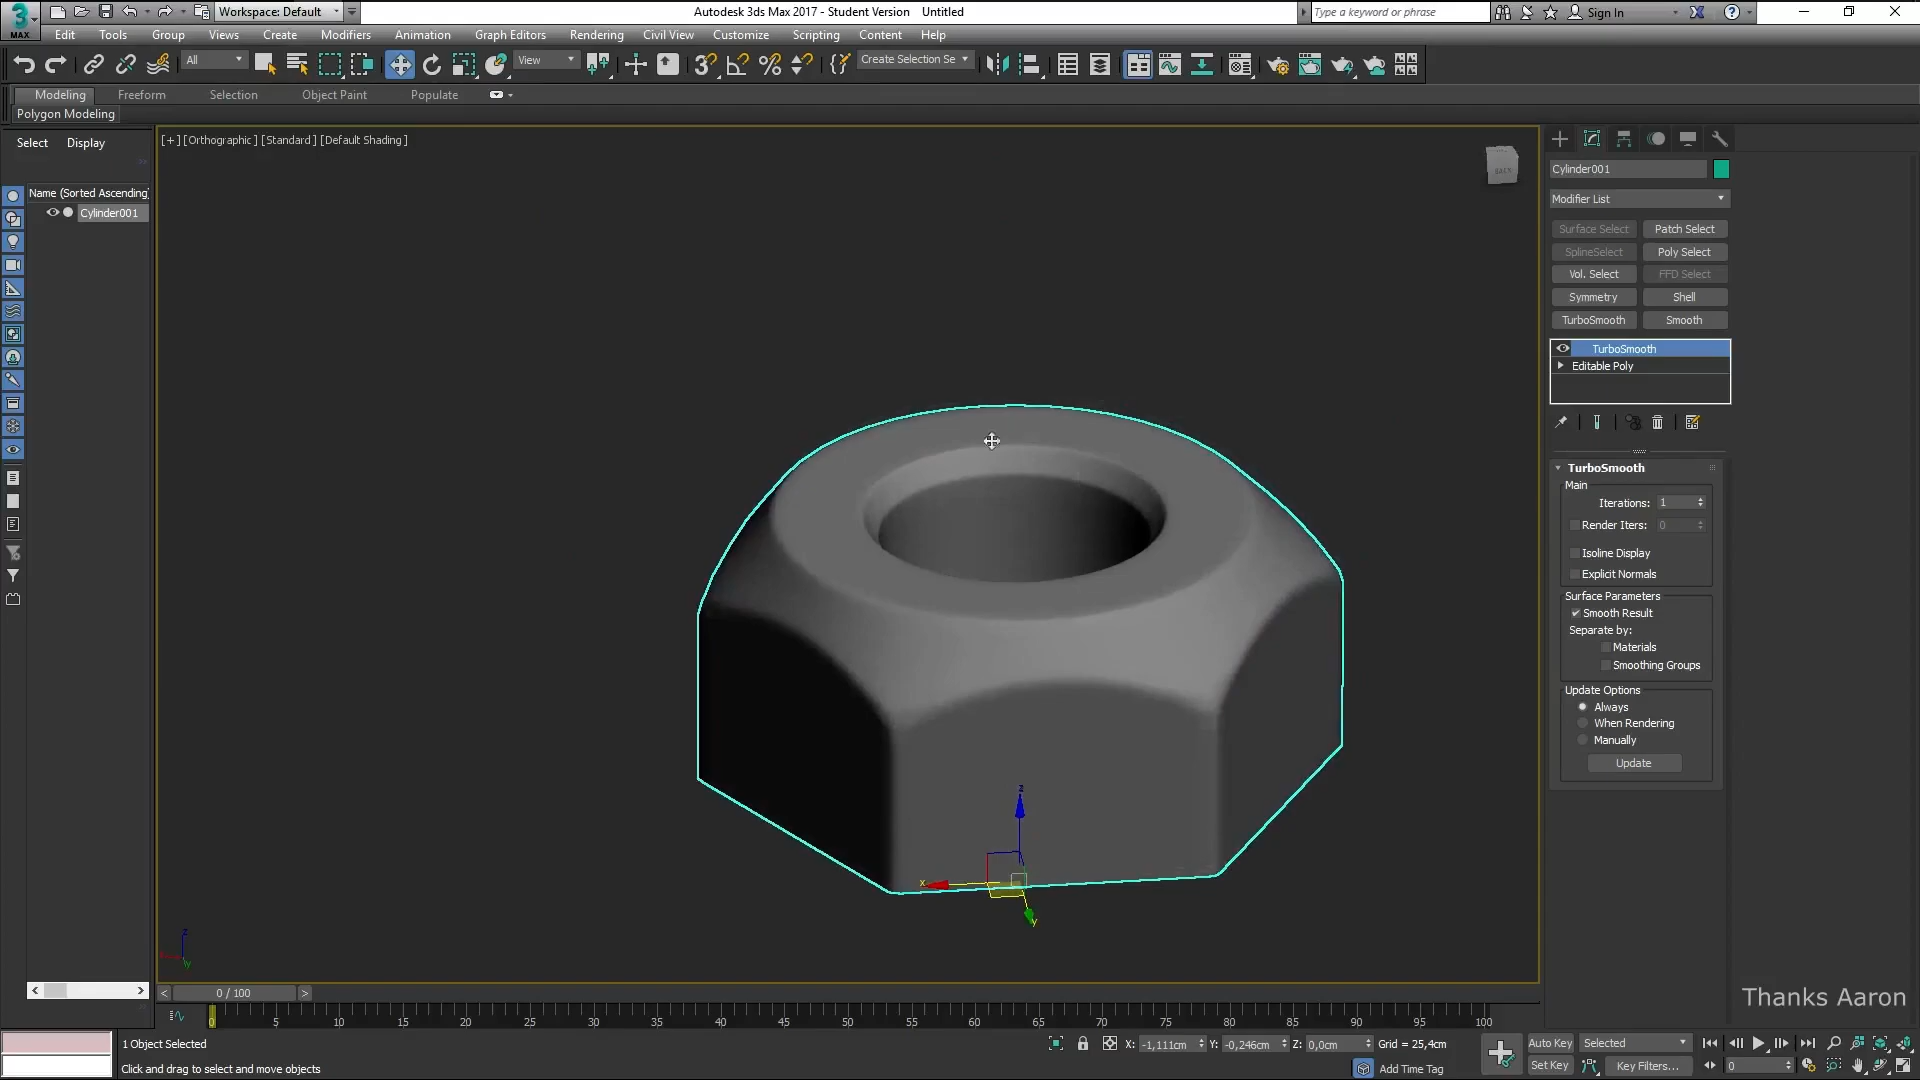 Workspace: Default
Autodesk 3ds Max 2017 - Student Version Untitled
Type a keyword or phrase
Sign In
MAX
Edit Tools Group Views Create Modifiers Animation Graph Editors Rendering Civil View Customize Scripting Content Help
All
View
Create Selection Se
Modeling Freeform Selection Object Paint Populate
Polygon Modeling
Select Display
Name (Sorted Ascending)
Cylinder001
[+] [Orthographic] [Standard] [Default Shading]
BACK
Cylinder001
Modifier List
Surface Select Patch Select
SplineSelect Poly Select
Vol. Select FFD Select
Symmetry Shell
TurboSmooth Smooth
TurboSmooth
Editable Poly
TurboSmooth
Main
Iterations: 1
Render Iters: 0
Isoline Display
Explicit Normals
Surface Parameters
Smooth Result
Separate by:
Materials
Smoothing Groups
Update Options
Always
When Rendering
Manually
Update
z
x
y
z
y
Thanks Aaron
0 / 100
0 5 10 15 20 25 30 35 40 45 50 55 60 65 70 75 80 85 90 95 100
1 Object Selected
X: -1,111cm Y: -0,246cm Z: 0,0cm Grid = 25,4cm
Auto Key Selected
Click and drag to select and move objects
Add Time Tag
Set Key Key Filters... 0